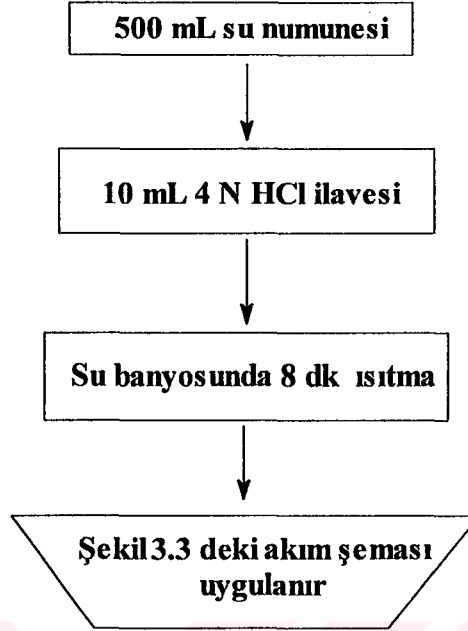 500 mL su numunesi
10 mL 4 N HCl ilavesi
Su banyosunda 8 dk ısıtma
Şekil 3.3 deki akım şeması
uygulanır